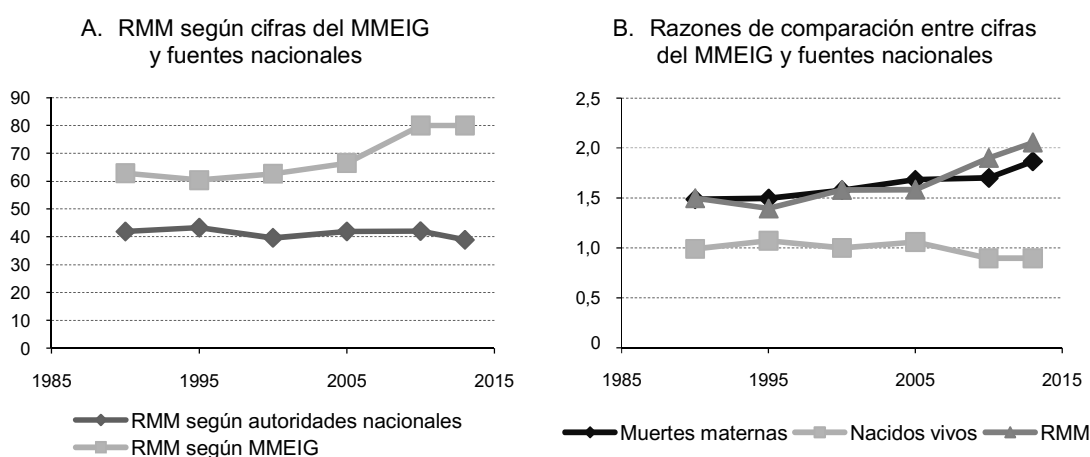 A. RMM según cifras del MMEIG
y fuentes nacionales
90
80
70
60
50
40
30
20
10
0
1985 1995 2005 2015
RMM según autoridades nacionales
RMM según MMEIG
B. Razones de comparación entre cifras
del MMEIG y fuentes nacionales
2,5
2,0
1,5
1,0
0,5
0
1985 1995 2005 2015
Muertes maternas Nacidos vivos RMM